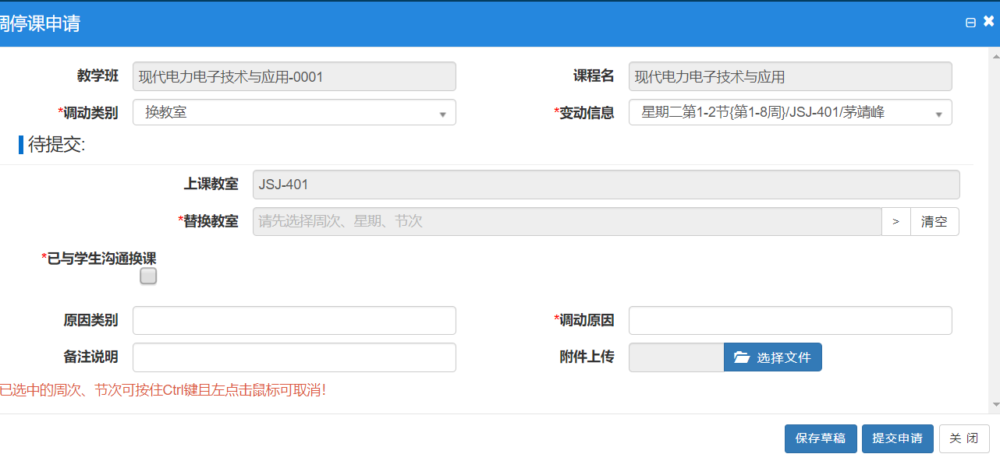 调停课申请
教学班 现代电力电子技术与应用-0001 课程名 现代电力电子技术与应用
*调动类别 换教室 *变动信息 星期二第1-2节{第1-8周}/JSJ-401/茅靖峰
待提交:
上课教室 JSJ-401
*替换教室 请先选择周次、星期、节次 > 清空
*已与学生沟通换课
原因类别 *调动原因
备注说明 附件上传 选择文件
已选中的周次、节次可按住Ctrl键且左点击鼠标可取消!
保存草稿 提交申请 关 闭